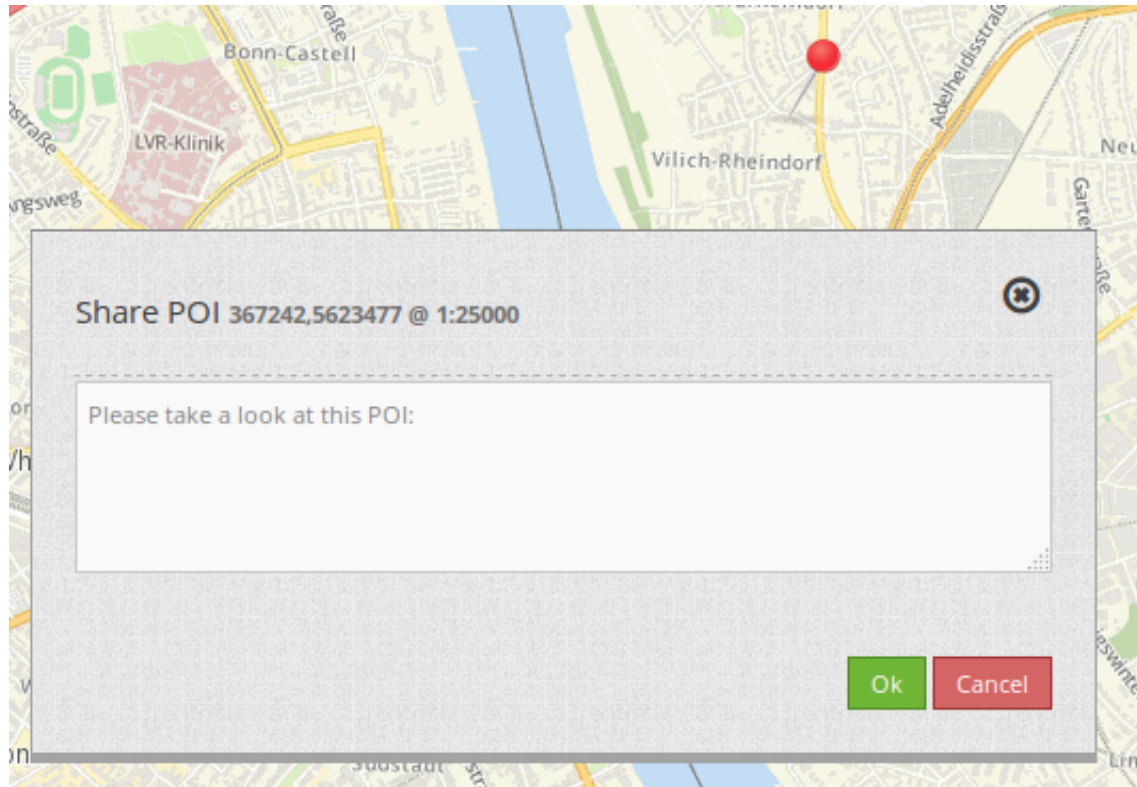 Bonn-Castell
LVR-Klinik
Vilich-Rheindorf
Share POI 367242,5623477 @ 1:25000
Please take a look at this POI:
Ok
Cancel